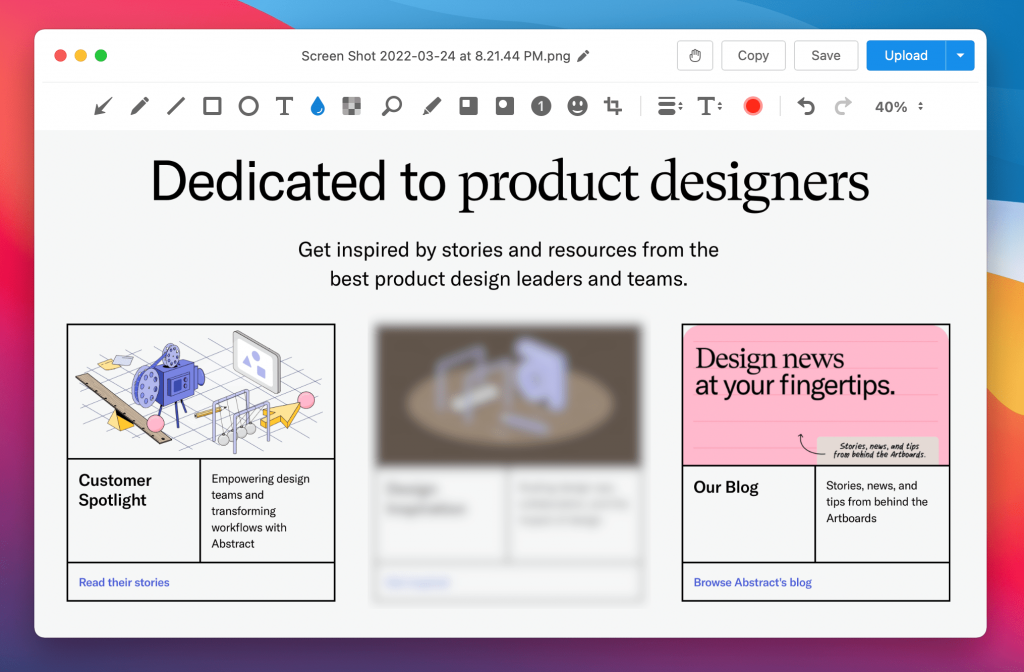 Screen Shot 2022-03-24 at 8.21.44 PM.png
Copy
Save
Upload
T
1
T
40%
Dedicated to product designers
Get inspired by stories and resources from the
best product design leaders and teams.
Customer
Spotlight
Empowering design
teams and
transforming
workflows with
Abstract
Read their stories
Design news
at your fingertips.
Stories, news, and tips
from behind the Artboards.
Our Blog
Stories, news, and
tips from behind the
Artboards
Browse Abstract's blog